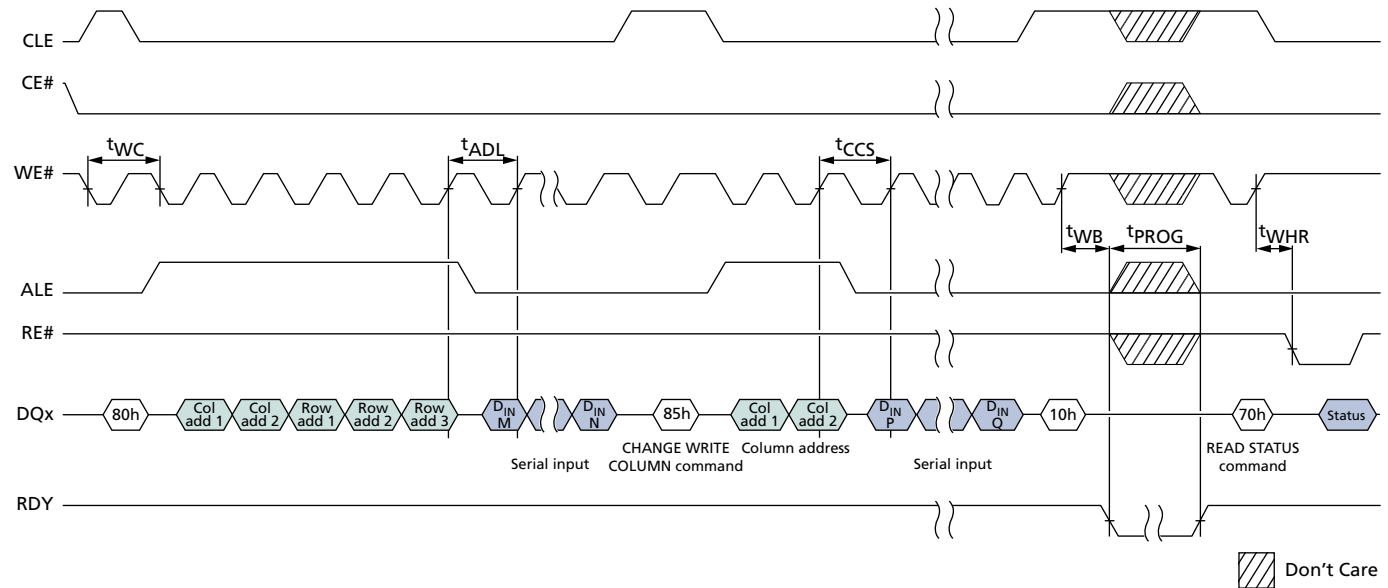 CLE
CE#
tWC
tADL
tCCS
WE#
tWB
tPROG
tWHR
ALE
RE#
DQx
80h
Col add 1
Col add 2
Row add 1
Row add 2
Row add 3
DIN M
DIN N
85h
Col add 1
Col add 2
DIN P
DIN Q
10h
70h
Status
Serial input
CHANGE WRITE
COLUMN command
Column address
Serial input
READ STATUS
command
RDY
Don't Care